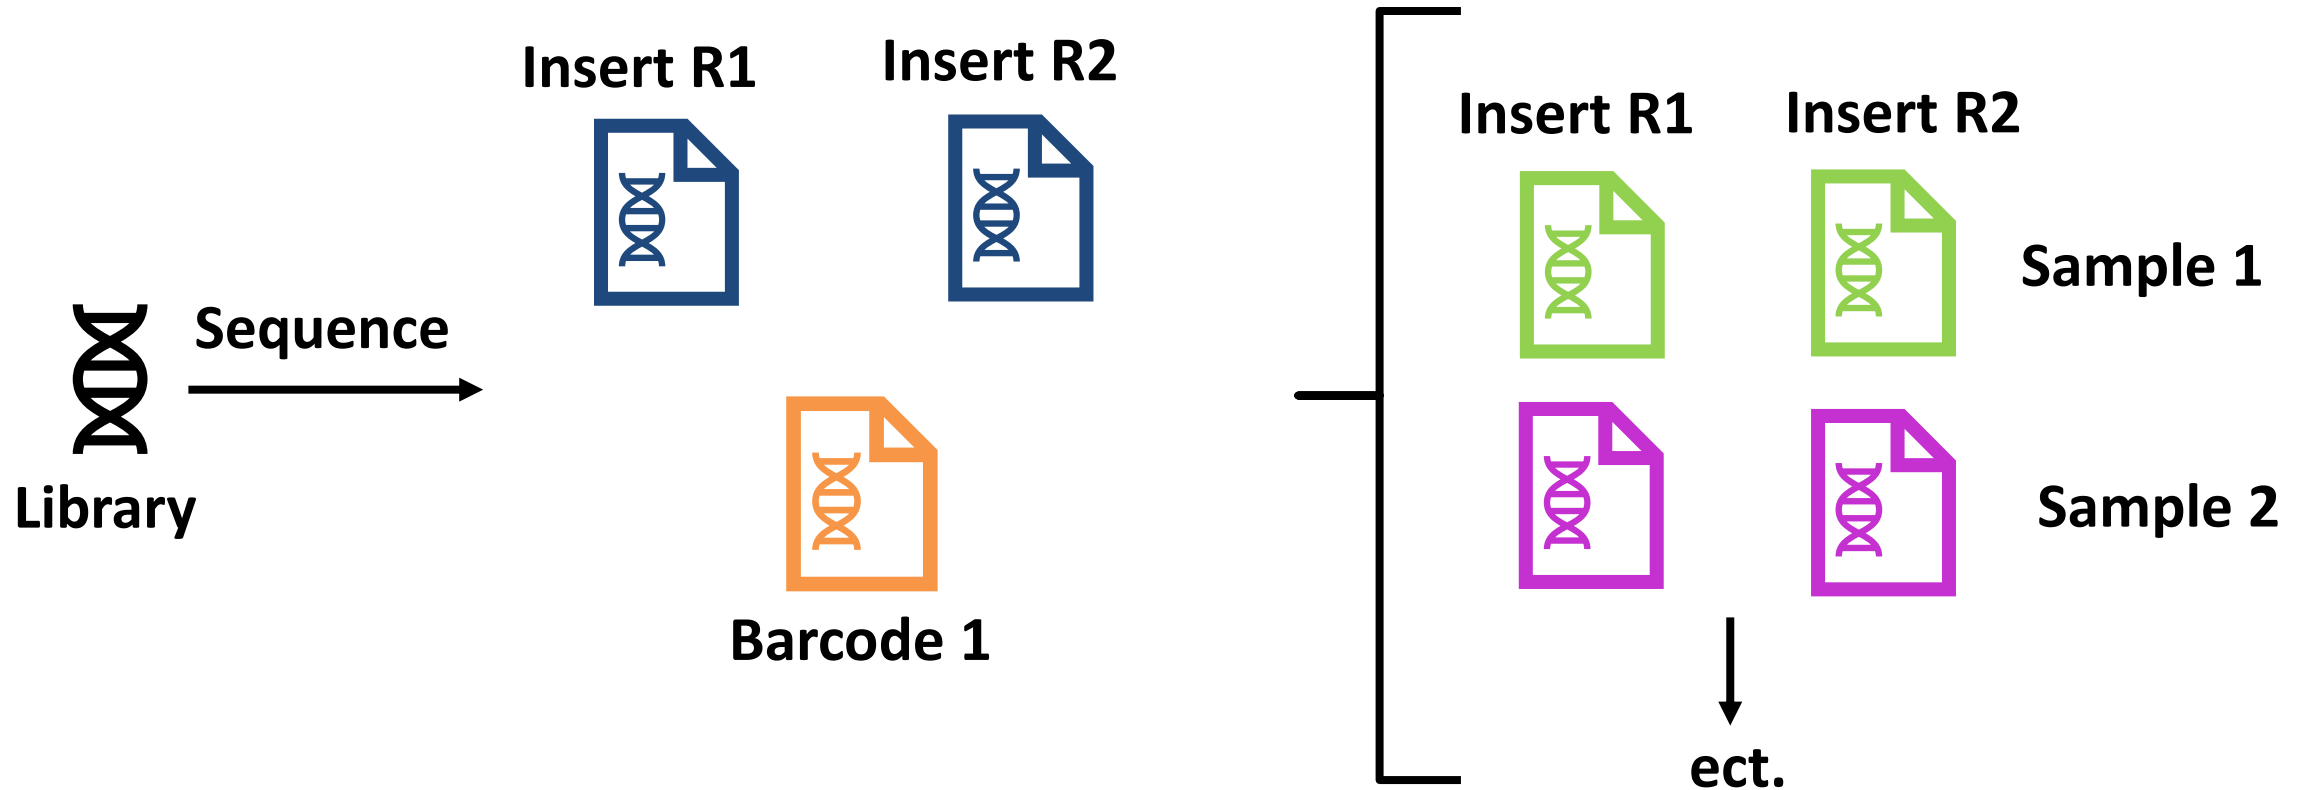 Library
Sequence
Insert R1
Insert R2
Barcode 1
Insert R1
Insert R2
Sample 1
Sample 2
ect.